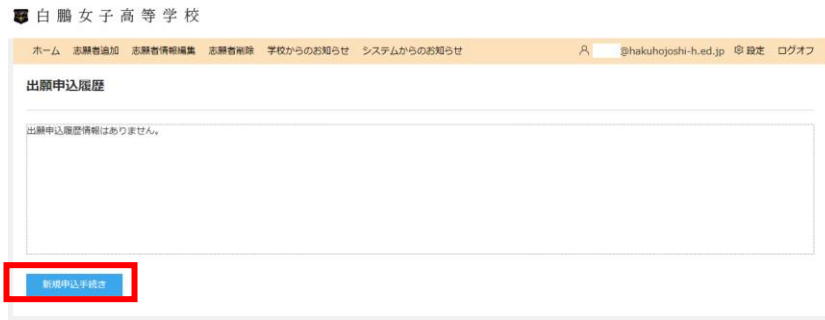 白鵬女子高等学校
ホーム 志願者追加 志願者情報編集 志願者削除 学校からのお知らせ システムからのお知らせ @hakuhojoshi-h.ed.jp 設定 ログオフ
出願申込履歴
出願申込履歴情報はありません。
新規申込手続き